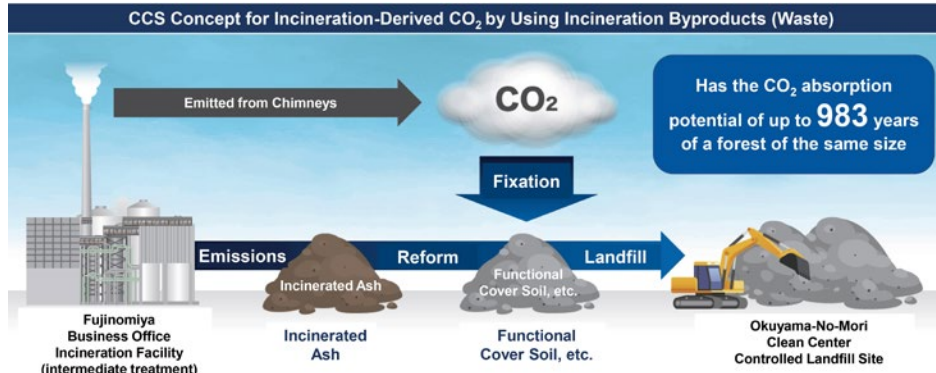 CCS Concept for Incineration-Derived CO₂ by Using Incineration Byproducts (Waste)
Emitted from Chimneys
CO₂
Has the CO₂ absorption
potential of up to 983 years
of a forest of the same size
Fixation
Emissions
Incinerated Ash
Reform
Functional
Cover Soil, etc.
Landfill
Fujinomiya
Business Office
Incineration Facility
(intermediate treatment)
Incinerated
Ash
Functional
Cover Soil, etc.
Okuyama-No-Mori
Clean Center
Controlled Landfill Site